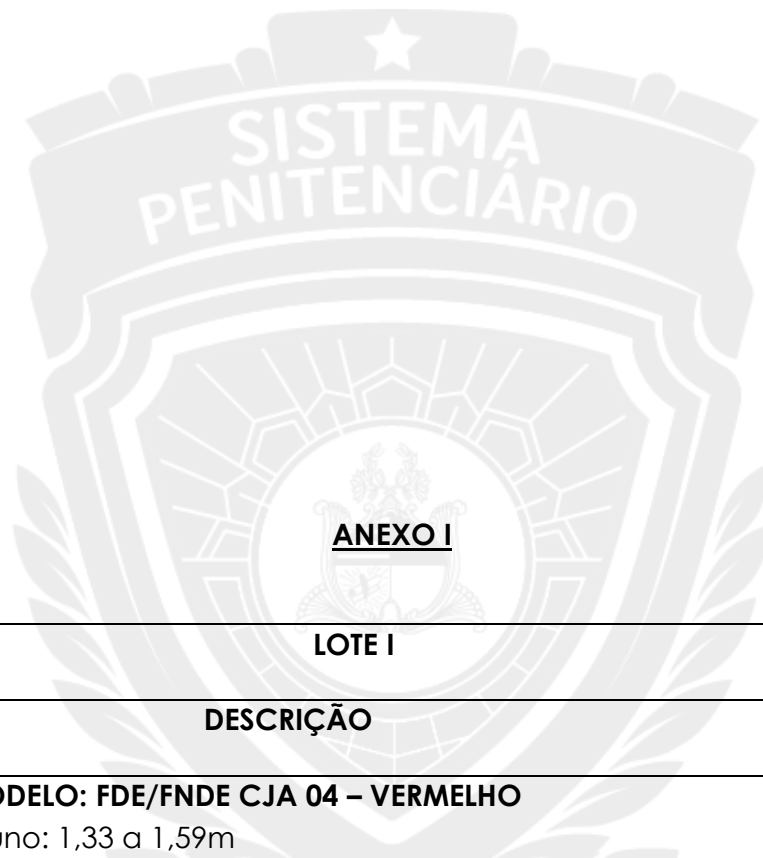 SISTEMA
PENITENCIÁRIO
ANEXO I
LOTE I
DESCRIÇÃO
ODELO: FDE/FNDE CJA 04 – VERMELHO
uno: 1,33 a 1,59m